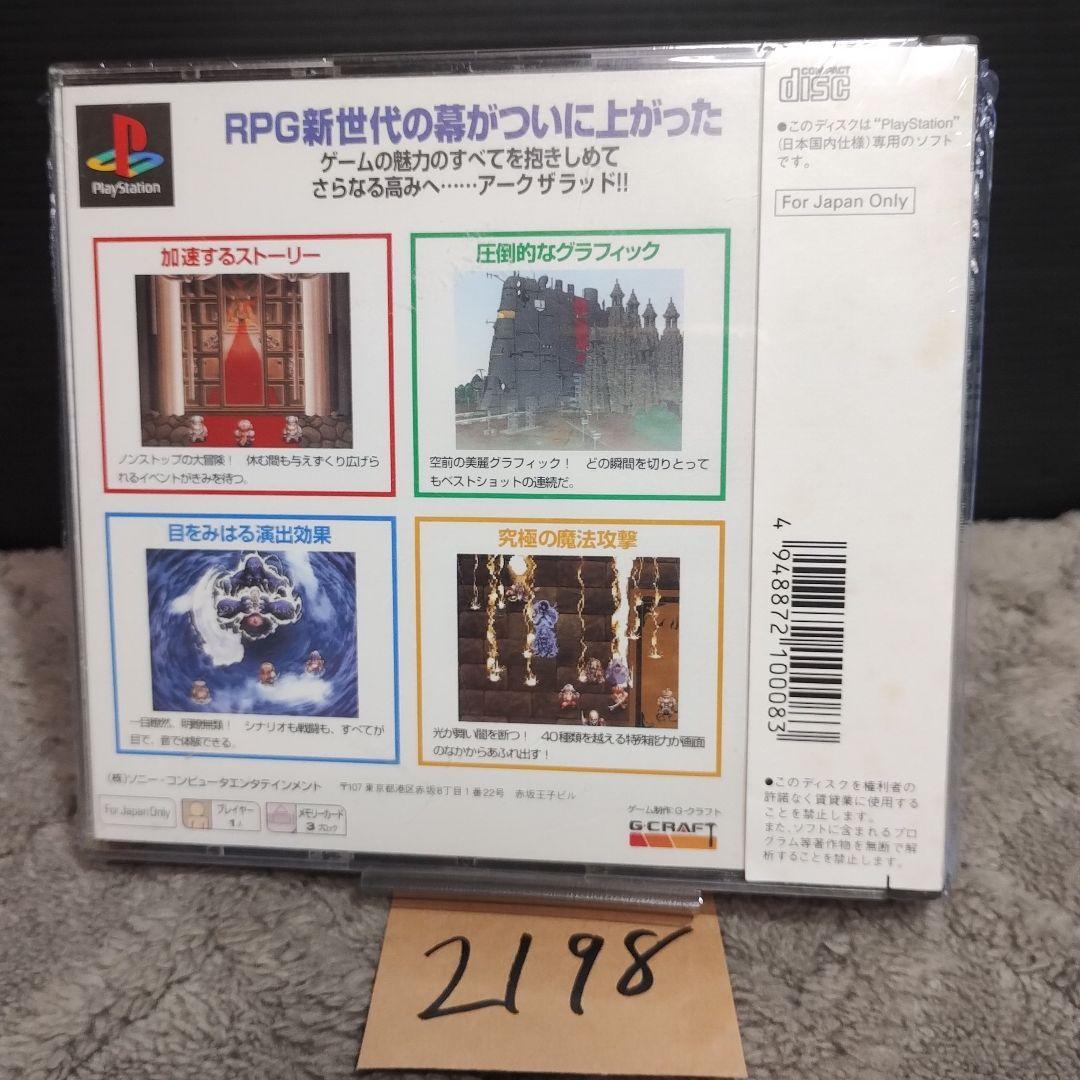 PlayStation
RPG新世代の幕がついに上がった
ゲームの魅力のすべてを抱きしめて
さらなる高みへ……アークザラッド!!
加速するストーリー
ノンストップの大冒険！ 休む間も与えずくり広げら
れるイベントがきみを待つ。
圧倒的なグラフィック
空前の美麗グラフィック！ どの瞬間を切りとって
もベストショットの連続だ。
目をみはる演出効果
一目瞭然、明瞭無類！ シナリオも戦闘も、すべてが
目で、音で体験できる。
究極の魔法攻撃
光が舞い闇を断つ！ 40種類を越える特殊能力が画面
のなかからあふれ出す！
(株)ソニー・コンピュータエンタテインメント 〒107 東京都港区赤坂8丁目1番22号 赤坂王子ビル
For Japan Only
プレイヤー
1人
メモリーカード
3 ブロック
ゲーム制作:G-クラフト
G-CRAFT
COMPACT
disc
●このディスクは“PlayStation”
(日本国内仕様)専用のソフト
です。
For Japan Only
4 948872 100083
●このディスクを権利者の
許諾なく賃貸業に使用する
ことを禁止します。
また、ソフトに含まれるプロ
グラム等著作物を無断で解
析することを禁止します。
2198